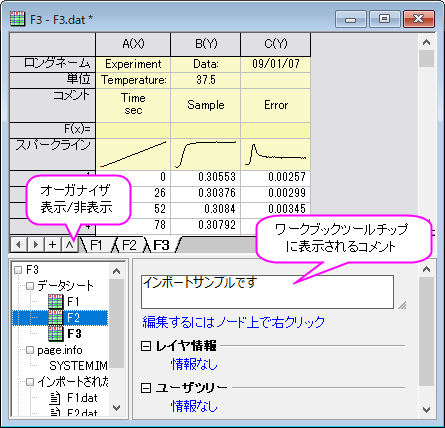 F3 - F3.dat *
A(X) B(Y) C(Y)
ロングネーム Experiment Data: 09/01/07
単位 Temperature: 37.5
コメント Time sec Sample Error
F(x)=
スパークライン
0 0.30553 0.00257
26 0.30376 0.00299
52 0.3084 0.00345
78 0.30792
オーガナイザ
表示/非表示
ワークブックツールチップ
に表示されるコメント
F1 F2 F3
F3
データシート
F1
F2
F3
page.info
SYSTEM.IM
インポートされた
F1.dat
F2.dat
インポートサンプルです
編集するにはノード上で右クリック
レイヤ情報
情報なし
ユーザツリー
情報なし